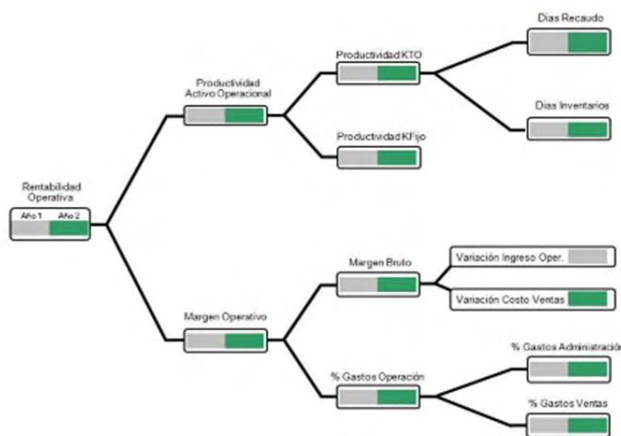 Dias Recaudo
Productividad KTO
Productividad
Activo Operacional
Dias Inventarios
Productividad KFijo
Rentabilidad
Operativa
Año 1 Año 2
Margen Bruto
Variación Ingreso Oper.
Variación Costo Ventas
Margen Operativo
% Gastos Administración
% Gastos Operación
% Gastos Ventas